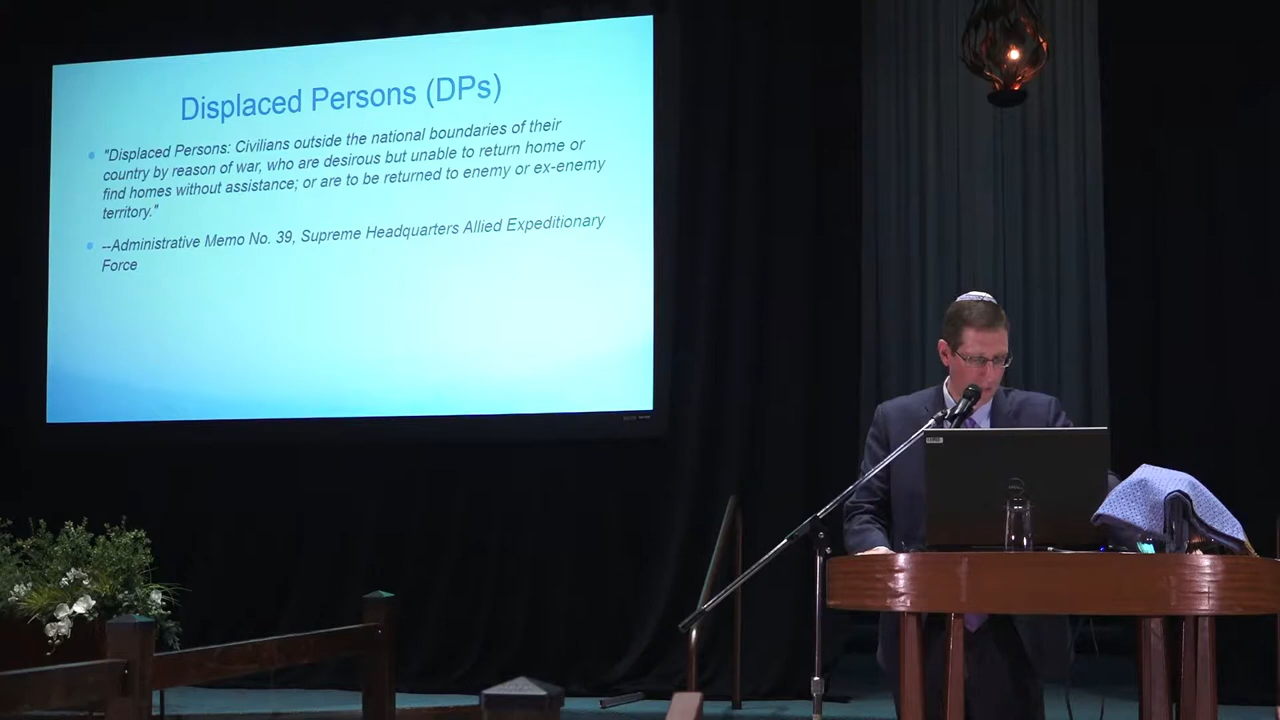 Displaced Persons (DPs)
"Displaced Persons: Civilians outside the national boundaries of their
country by reason of war, who are desirous but unable to return home or
find homes without assistance; or are to be returned to enemy or ex-enemy
territory."
--Administrative Memo No. 39, Supreme Headquarters Allied Expeditionary
Force